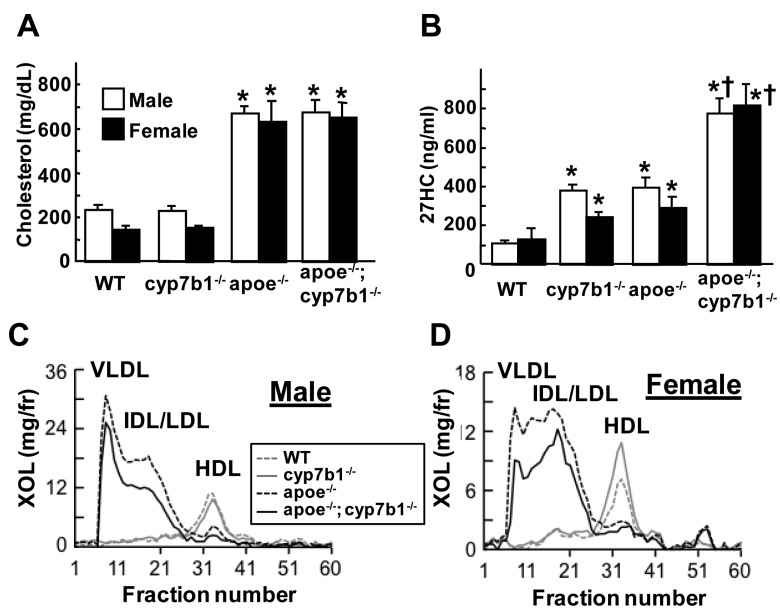 A
Cholesterol (mg/dL)
800
600
400
200
0
Male
Female
* * * *
WT cyp7b1-/- apoe-/- apoe-/-;
cyp7b1-/-
B
27HC (ng/ml)
800
600
400
200
0
* * * * *† *†
WT cyp7b1-/- apoe-/- apoe-/-;
cyp7b1-/-
C
XOL (mg/fr)
36
24
12
0
VLDL
IDL/LDL
HDL
Male
WT
cyp7b1-/-
apoe-/-
apoe-/-; cyp7b1-/-
1 11 21 31 41 51 60
Fraction number
D
XOL (mg/fr)
18
12
6
0
VLDL
IDL/LDL
HDL
Female
1 11 21 31 41 51 60
Fraction number